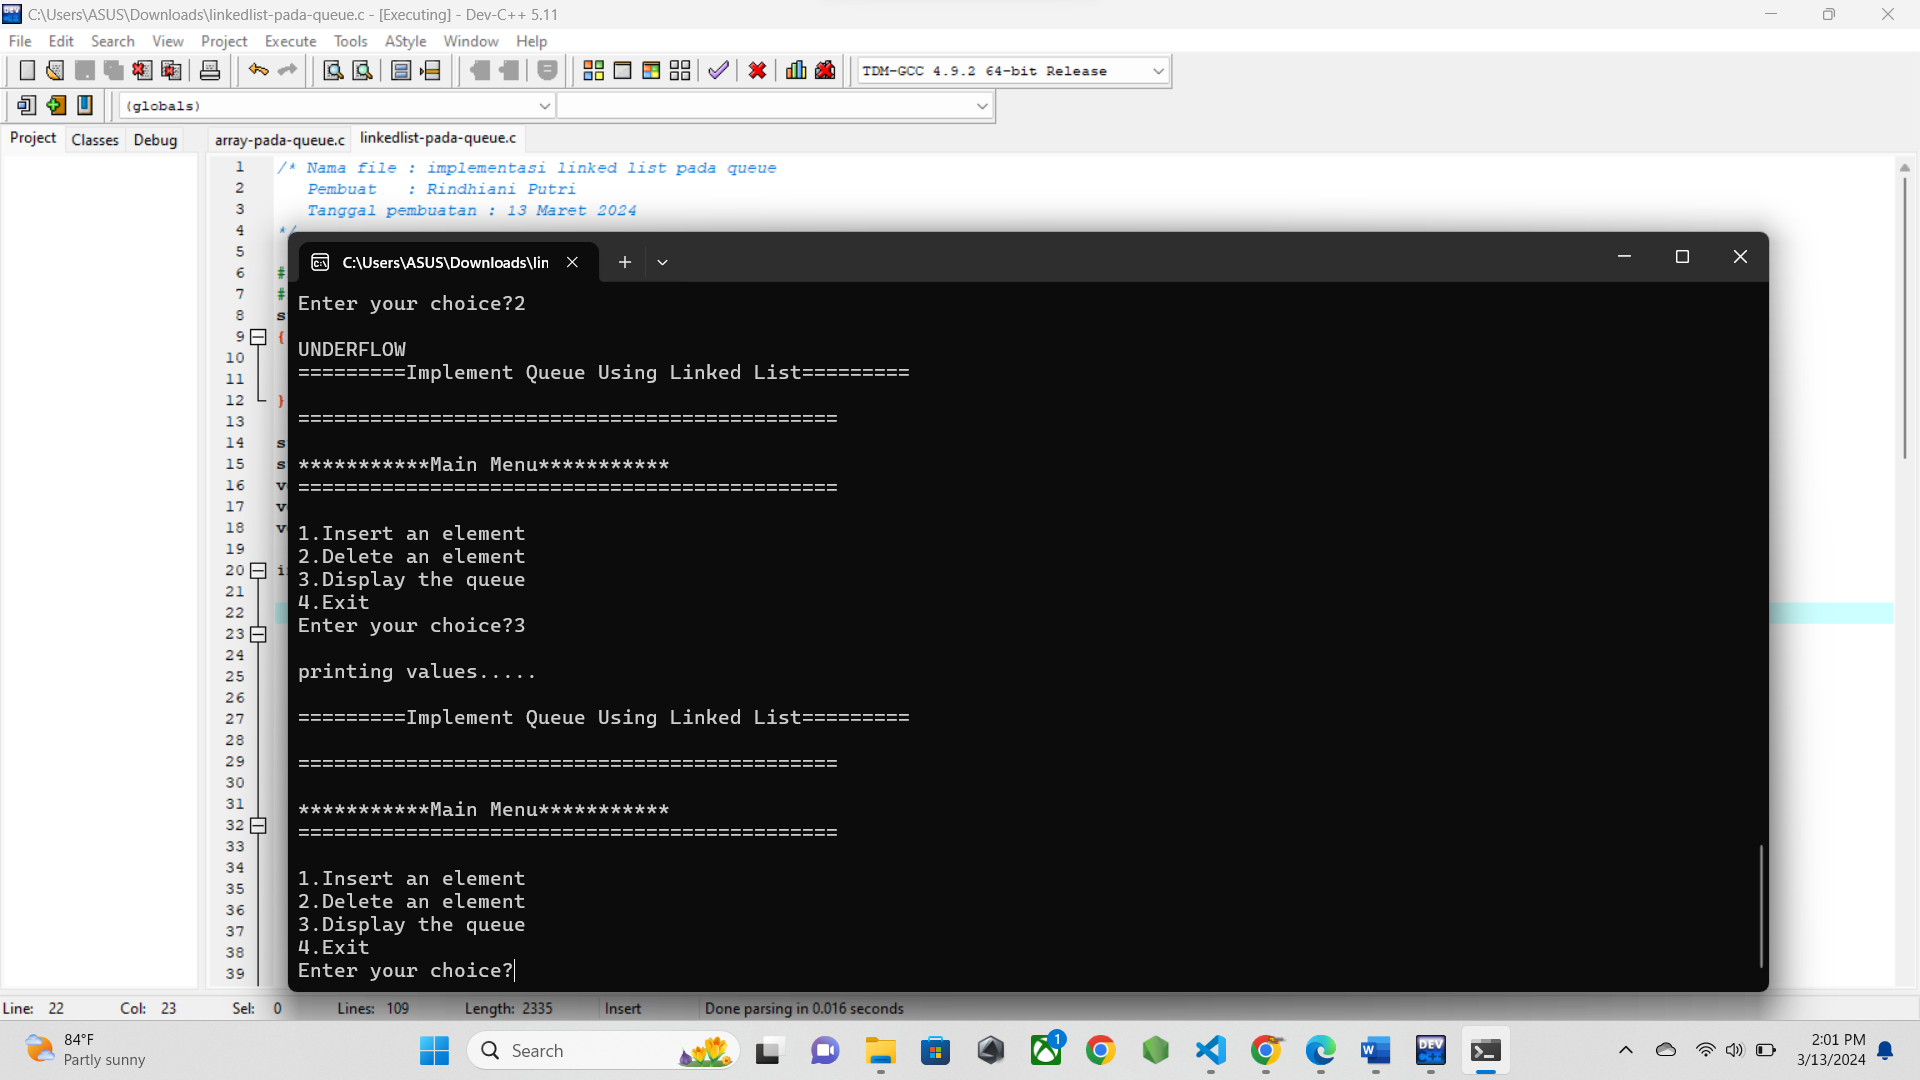 C:\Users\ASUS\Downloads\linkedlist-pada-queue.c - [Executing] - Dev-C++ 5.11
File Edit Search View Project Execute Tools AStyle Window Help
TDM-GCC 4.9.2 64-bit Release
(globals)
Project Classes Debug array-pada-queue.c linkedlist-pada-queue.c
1 /* Nama file : implementasi linked list pada queue
2 Pembuat : Rindhiani Putri
3 Tanggal pembuatan : 13 Maret 2024
4 */
5
6 #
7 #
8 s
9 {
10
11
12 }
13
14 s
15 s
16 v
17 v
18 v
19
20 i
21
22
23
24
25
26
27
28
29
30
31
32
33
34
35
36
37
38
39
C:\Users\ASUS\Downloads\lin
Enter your choice?2
UNDERFLOW
=========Implement Queue Using Linked List=========
=============================================
***********Main Menu***********
=============================================
1.Insert an element
2.Delete an element
3.Display the queue
4.Exit
Enter your choice?3
printing values.....
=========Implement Queue Using Linked List=========
=============================================
***********Main Menu***********
=============================================
1.Insert an element
2.Delete an element
3.Display the queue
4.Exit
Enter your choice?
Line: 22 Col: 23 Sel: 0 Lines: 109 Length: 2335 Insert Done parsing in 0.016 seconds
84°F
Partly sunny
Search
1
DEV C++
2:01 PM
3/13/2024